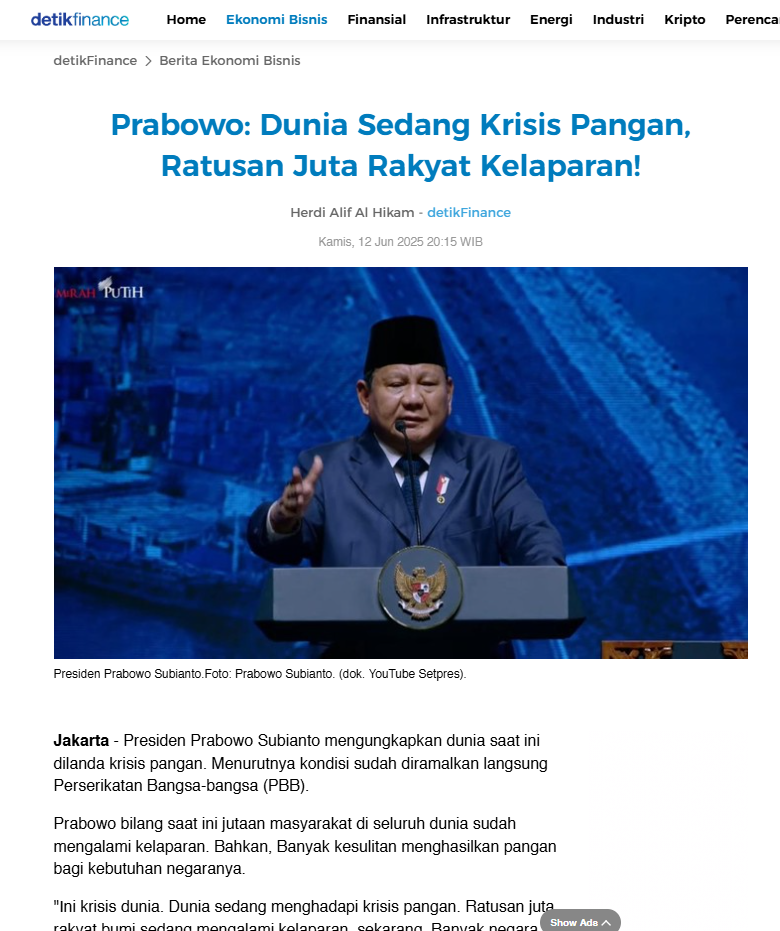 detikfinance
Home Ekonomi Bisnis Finansial Infrastruktur Energi Industri Kripto Perenca
detikFinance > Berita Ekonomi Bisnis
Prabowo: Dunia Sedang Krisis Pangan,
Ratusan Juta Rakyat Kelaparan!
Herdi Alif Al Hikam - detikFinance
Kamis, 12 Jun 2025 20:15 WIB
MERAH PUTIH
Presiden Prabowo Subianto.Foto: Prabowo Subianto. (dok. YouTube Setpres).
Jakarta - Presiden Prabowo Subianto mengungkapkan dunia saat ini
dilanda krisis pangan. Menurutnya kondisi sudah diramalkan langsung
Perserikatan Bangsa-bangsa (PBB).
Prabowo bilang saat ini jutaan masyarakat di seluruh dunia sudah
mengalami kelaparan. Bahkan, Banyak kesulitan menghasilkan pangan
bagi kebutuhan negaranya.
"Ini krisis dunia. Dunia sedang menghadapi krisis pangan. Ratusan juta
rakyat bumi sedang mengalami kelaparan, sekarang. Banyak negara
Show Ads